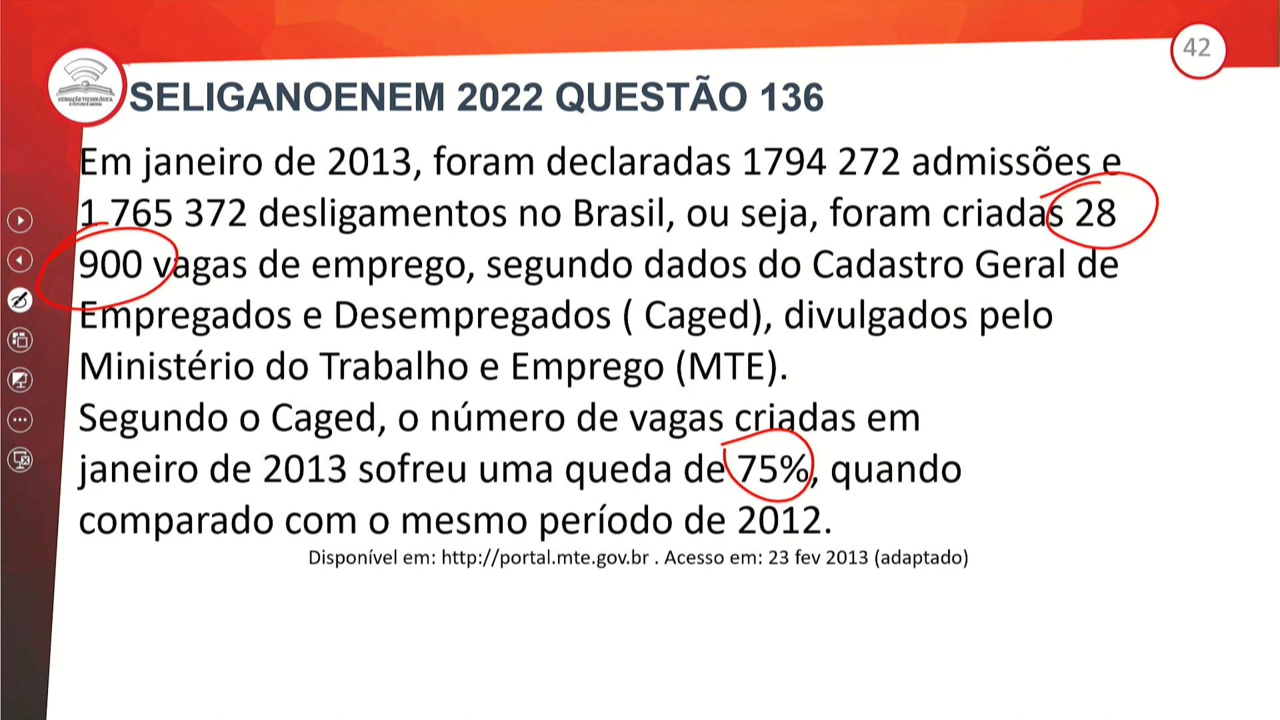 42
SELIGANOENEM 2022 QUESTÃO 136
Em janeiro de 2013, foram declaradas 1794 272 admissões e
1 765 372 desligamentos no Brasil, ou seja, foram criadas 28
900 vagas de emprego, segundo dados do Cadastro Geral de
Empregados e Desempregados ( Caged), divulgados pelo
Ministério do Trabalho e Emprego (MTE).
Segundo o Caged, o número de vagas criadas em
janeiro de 2013 sofreu uma queda de 75%, quando
comparado com o mesmo período de 2012.
Disponível em: http://portal.mte.gov.br . Acesso em: 23 fev 2013 (adaptado)